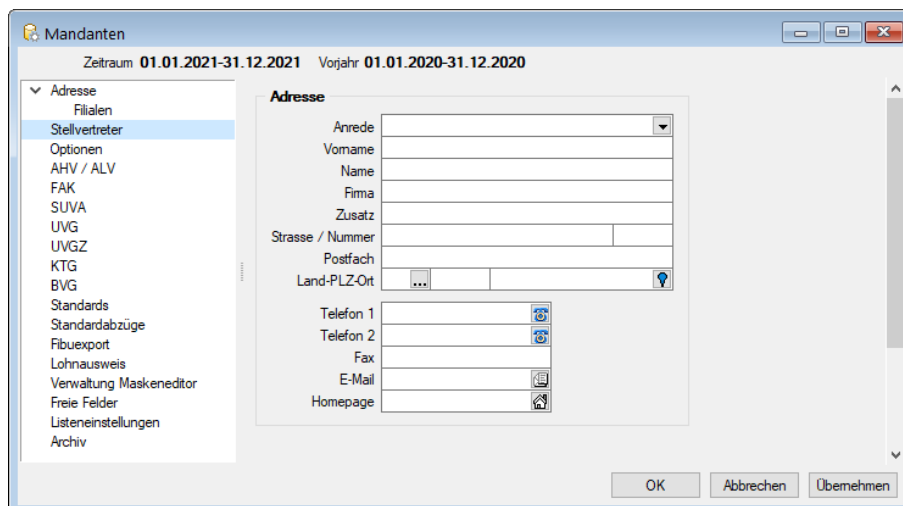 Mandanten
Zeitraum 01.01.2021-31.12.2021 Vorjahr 01.01.2020-31.12.2020
Adresse
Filialen
Stellvertreter
Optionen
AHV / ALV
FAK
SUVA
UVG
UVGZ
KTG
BVG
Standards
Standardabzüge
Fibuexport
Lohnausweis
Verwaltung Maskeneditor
Freie Felder
Listeneinstellungen
Archiv
Adresse
Anrede
Vorname
Name
Firma
Zusatz
Strasse / Nummer
Postfach
Land-PLZ-Ort ...
Telefon 1
Telefon 2
Fax
E-Mail
Homepage
OK Abbrechen Übernehmen